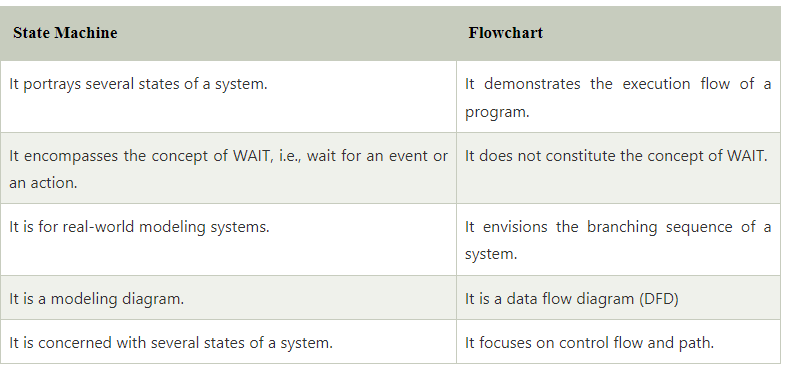 State Machine
Flowchart
It portrays several states of a system.
It demonstrates the execution flow of a
program.
It encompasses the concept of WAIT, i.e., wait for an event or
an action.
It does not constitute the concept of WAIT.
It is for real-world modeling systems.
It envisions the branching sequence of a
system.
It is a modeling diagram.
It is a data flow diagram (DFD)
It is concerned with several states of a system.
It focuses on control flow and path.